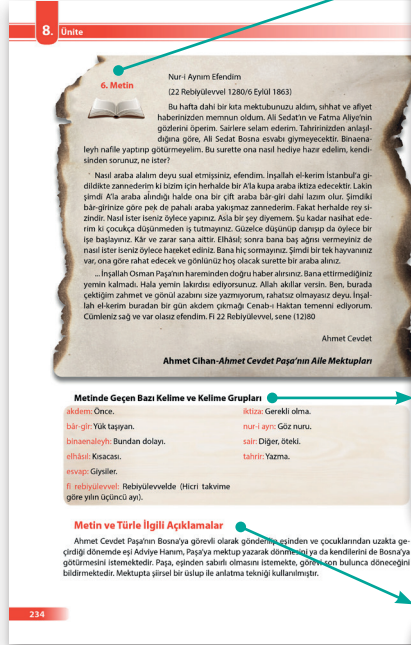 8. Ünite
6. Metin
Nur-i Aynım Efendim
(22 Rebiyülevvel 1280/6 Eylül 1863)
Bu hafta dahi bir kıta mektubunuzu aldım, sıhhat ve afiyet
haberinizden memnun oldum. Ali Sedat'ın ve Fatma Aliye'nin
gözlerini öperim. Sairlere selam ederim. Tahririnizden anlaşıl-
dığına göre, Ali Sedat Bosna esvabı giymeyecektir. Binaena-
leyh nafile yaptırıp götürmeyelim. Bu surette ona nasıl hediye hazır edelim, kendi-
sinden sorunuz, ne ister?
Nasıl araba alalım deyu sual etmişsiniz, efendim. İnşallah el-kerim İstanbul'a gi-
dildikte zannederim ki bizim için herhalde bir A'la kupa araba iktiza edecektir. Lakin
şimdi A'la araba alındığı halde ona bir çift araba bâr-giri dahi lazım olur. Şimdiki
bâr-girinize göre pek de pahalı araba yakışmaz zannederim. Fakat herhalde rey si-
zindir. Nasıl ister iseniz öyle yapınız. Asla bir şey diyemem. Şu kadar nasihat ede-
rim ki çocukça düşünmeden iş tutmayınız. Güzelce düşünüp danışıp da öylece bir
işe başlayınız. Kâr ve zarar sana aittir. Elhâsıl; sonra bana baş ağrısı vermeyiniz de
nasıl ister iseniz öylece hareket ediniz. Bana hiç sormayınız. Şimdi bir tek hayvanınız
var, ona göre rahat edecek ve gönlünüz hoş olacak surette bir araba alınız.
... İnşallah Osman Paşa'nın hareminden doğru haber alırsınız. Bana ettirmediğiniz
yemin kalmadı. Hala yemin lakırdısı ediyorsunuz. Allah akıllar versin. Bek, burada
çektiğim zahmet ve gönül azabını size yazmıyorum, rahatsız olmayasız deyu. İnşal-
lah el-kerim buradan bir gün akdem çıkmağı Cenab-ı Haktan temenni ediyorum.
Cümleniz sağ ve var olasız efendim. Fi 22 Rebiyülevvel, sene (12)80
Ahmet Cevdet
Ahmet Cihan-Ahmet Cevdet Paşa'nın Aile Mektupları
Metinde Geçen Bazı Kelime ve Kelime Grupları
akdem: Önce.
bâr-gîr: Yük taşıyan.
binaenaleyh: Bundan dolayı.
elhâsıl: Kısacası.
esvap: Giysiler.
fi rebiyülevvel: Rebiyülevvelde (Hicri takvime
göre yılın üçüncü ayı).
iktiza: Gerekli olma.
nur-i ayn: Göz nuru.
sair: Diğer, öteki.
tahrir: Yazma.
Metin ve Türle İlgili Açıklamalar
Ahmet Cevdet Paşa'nın Bosna'ya görevli olarak gönderilip eşinden ve çocuklarından uzakta ge-
çirdiği dönemde eşi Adviye Hanım, Paşa'ya mektup yazarak dönmesini ya da kendilerini de Bosna'ya
götürmesini istemektedir. Paşa, eşinden sabırlı olmasını istemekte, görevi son bulunca döneceğini
bildirmektedir. Mektupta şiirsel bir üslup ile anlatma tekniği kullanılmıştır.
234